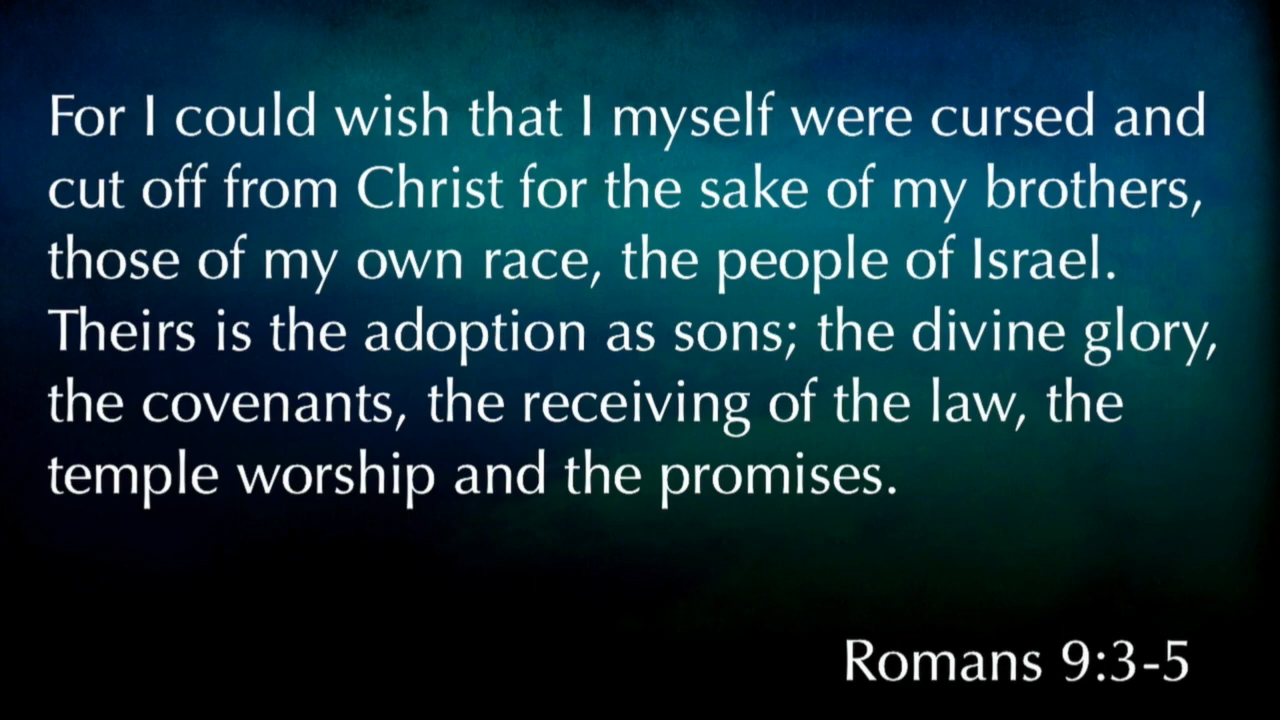 For I could wish that I myself were cursed and
cut off from Christ for the sake of my brothers,
those of my own race, the people of Israel.
Theirs is the adoption as sons; the divine glory,
the covenants, the receiving of the law, the
temple worship and the promises.
Romans 9:3-5